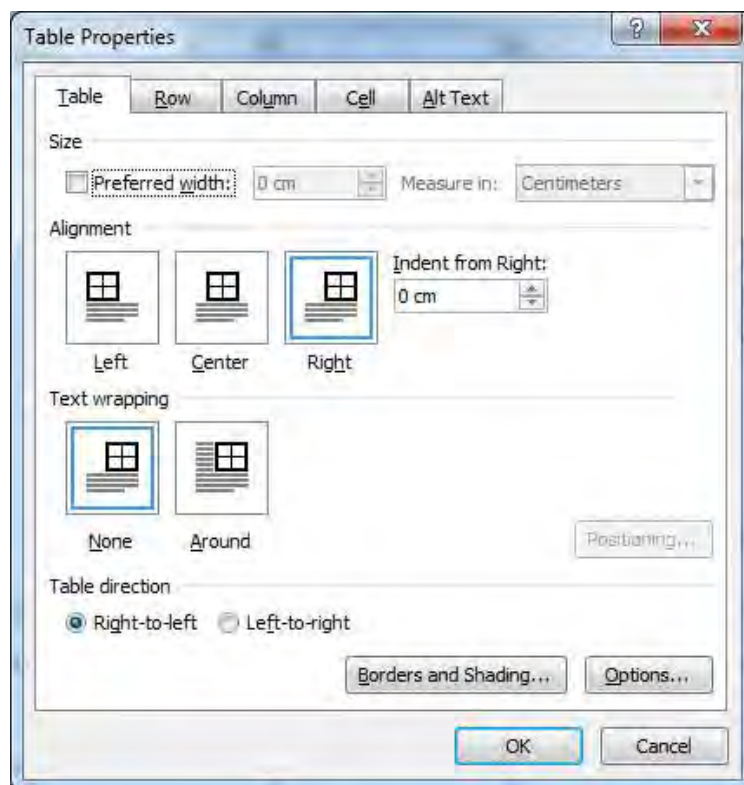 Table Properties
Table Row Column Cell Alt Text
Size
Preferred width: 0 cm Measure in: Centimeters
Alignment
Indent from Right:
0 cm
Left Center Right
Text wrapping
None Around
Positioning...
Table direction
Right-to-left Left-to-right
Borders and Shading... Options...
OK Cancel